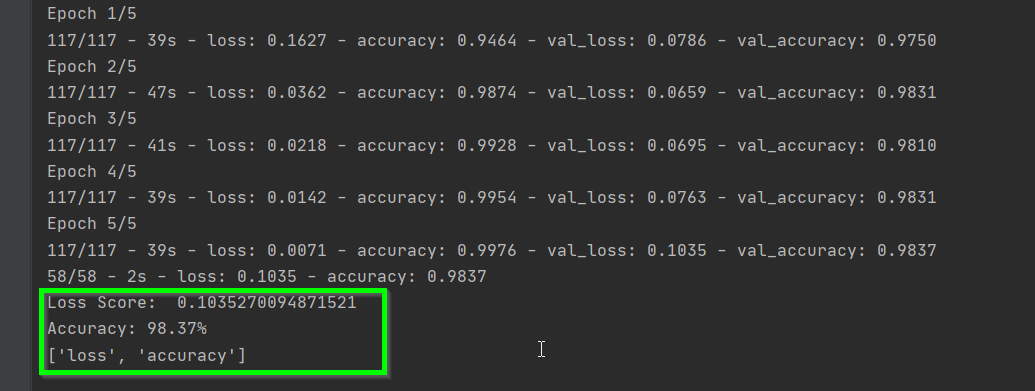 Epoch 1/5
117/117 - 39s - loss: 0.1627 - accuracy: 0.9464 - val_loss: 0.0786 - val_accuracy: 0.9750
Epoch 2/5
117/117 - 47s - loss: 0.0362 - accuracy: 0.9874 - val_loss: 0.0659 - val_accuracy: 0.9831
Epoch 3/5
117/117 - 41s - loss: 0.0218 - accuracy: 0.9928 - val_loss: 0.0695 - val_accuracy: 0.9810
Epoch 4/5
117/117 - 39s - loss: 0.0142 - accuracy: 0.9954 - val_loss: 0.0763 - val_accuracy: 0.9831
Epoch 5/5
117/117 - 39s - loss: 0.0071 - accuracy: 0.9976 - val_loss: 0.1035 - val_accuracy: 0.9837
58/58 - 2s - loss: 0.1035 - accuracy: 0.9837
Loss Score:  0.1035270094871521
Accuracy: 98.37%
['loss', 'accuracy']